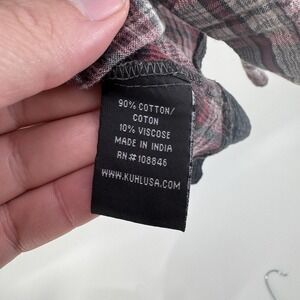 90% COTTON/
COTON
10% VISCOSE
MADE IN INDIA
RN#108846
WWW.KUHLUSA.COM